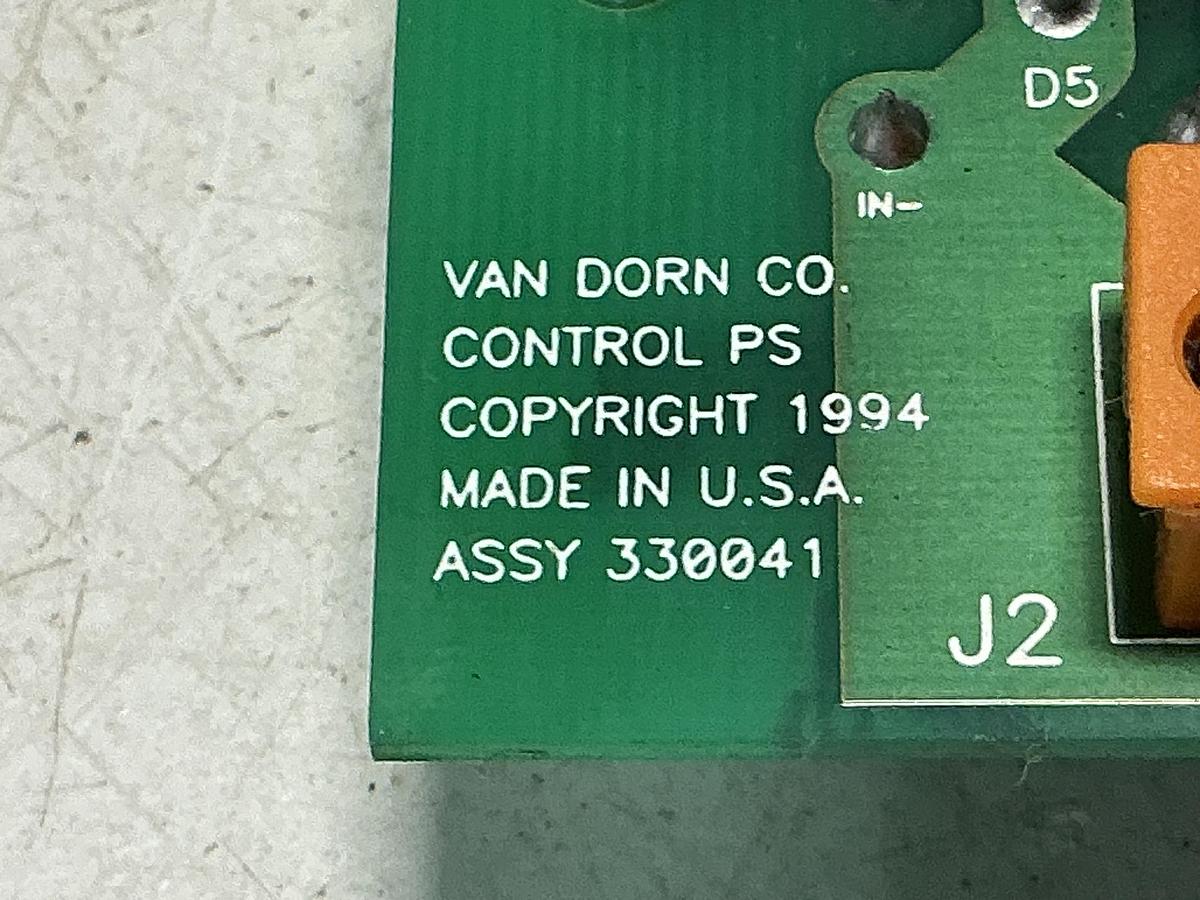 D5
IN-
VAN DORN CO.
CONTROL PS
COPYRIGHT 1994
MADE IN U.S.A.
ASSY 330041
J2